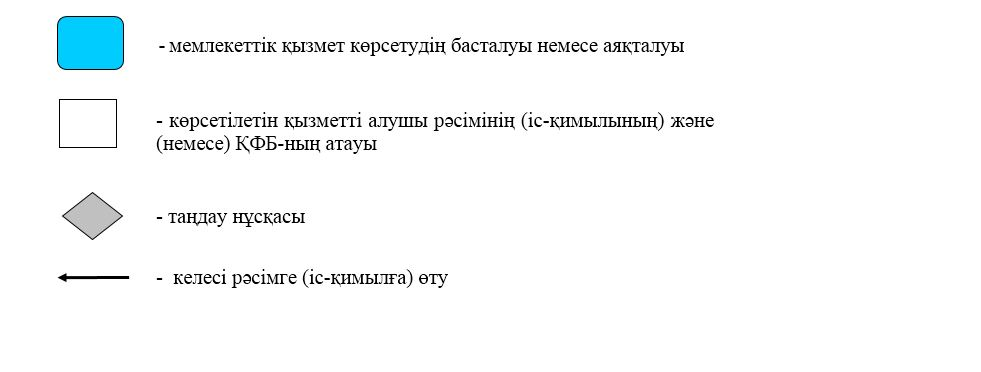 - мемлекеттік қызмет көрсетудің басталуы немесе аяқталуы
- көрсетілетін қызметті алушы рәсімінің (іс-қимылының) және
(немесе) ҚФБ-ның атауы
- таңдау нұсқасы
- келесі рәсімге (іс-қимылға) өту